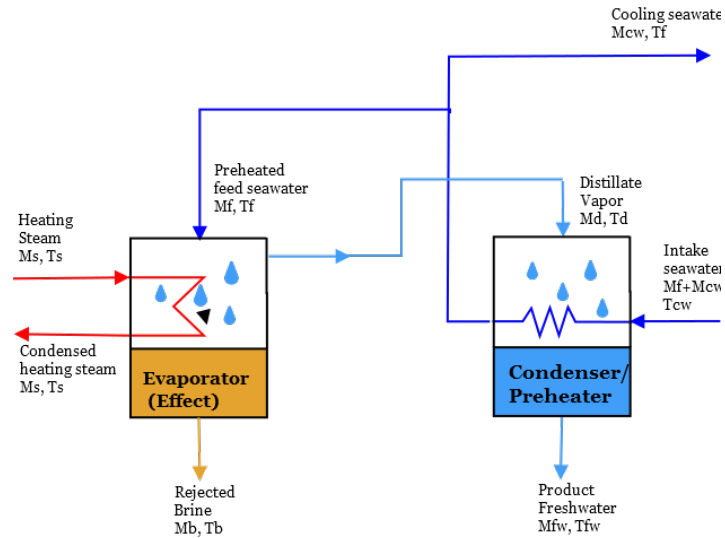 Cooling seawate
Mcw, Tf
Preheated
feed seawater
Mf, Tf
Distillate
Vapor
Md, Td
Heating
Steam
Ms, Ts
Intake
seawater
Mf+Mcw
Tcw
Condensed
heating steam
Ms, Ts
Evaporator
(Effect)
Condenser/
Preheater
Rejected
Brine
Mb, Tb
Product
Freshwater
Mfw, Tfw